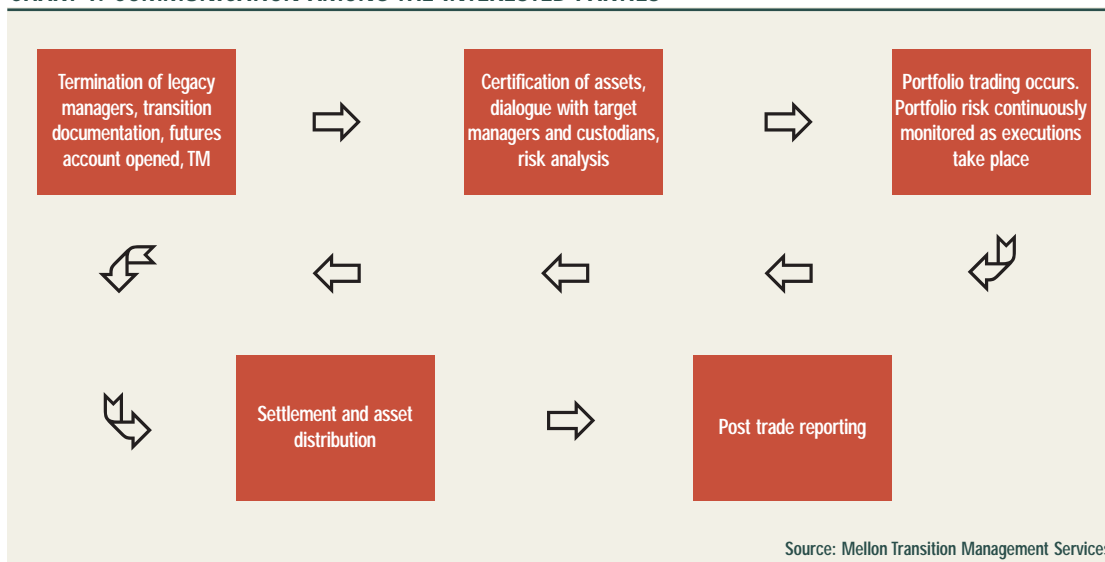 Termination of legacy
managers, transition
documentation, futures
account opened, TM
Certification of assets,
dialogue with target
managers and custodians,
risk analysis
Portfolio trading occurs.
Portfolio risk continuously
monitored as executions
take place
Settlement and asset
distribution
Post trade reporting
Source: Mellon Transition Management Services